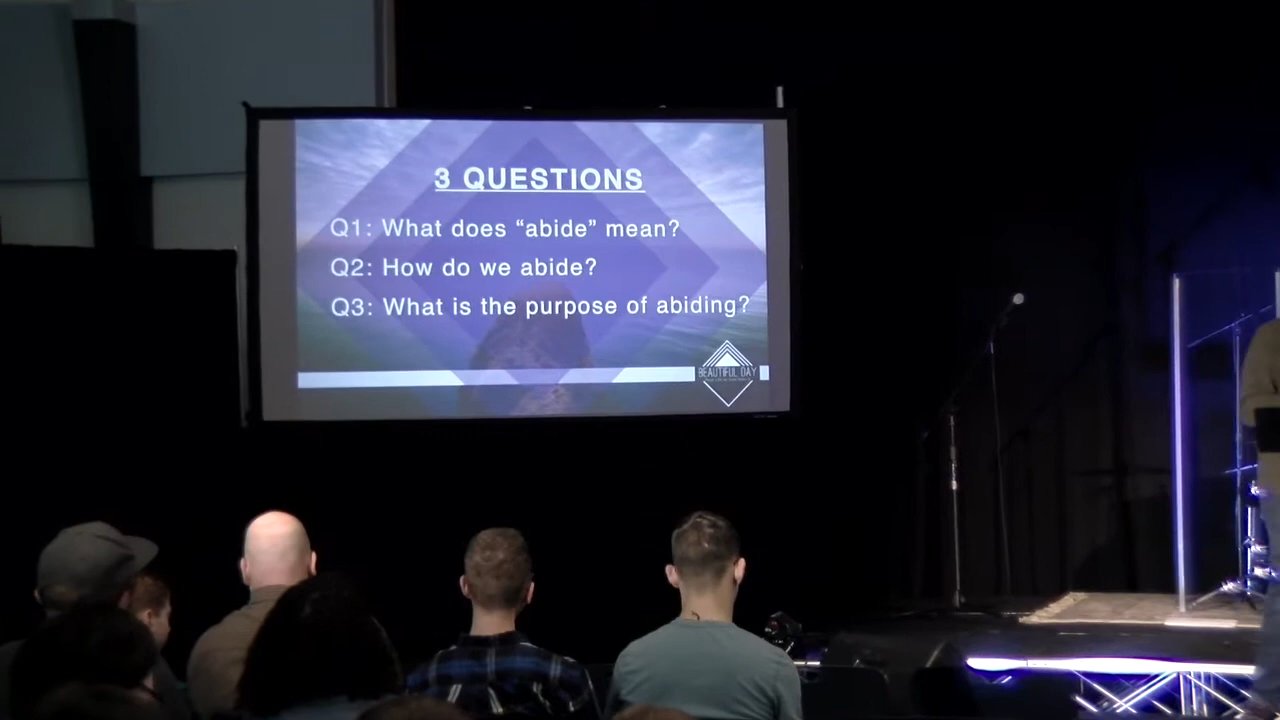 3 QUESTIONS
Q1: What does “abide” mean?
Q2: How do we abide?
Q3: What is the purpose of abiding?
BEAUTIFUL DAY